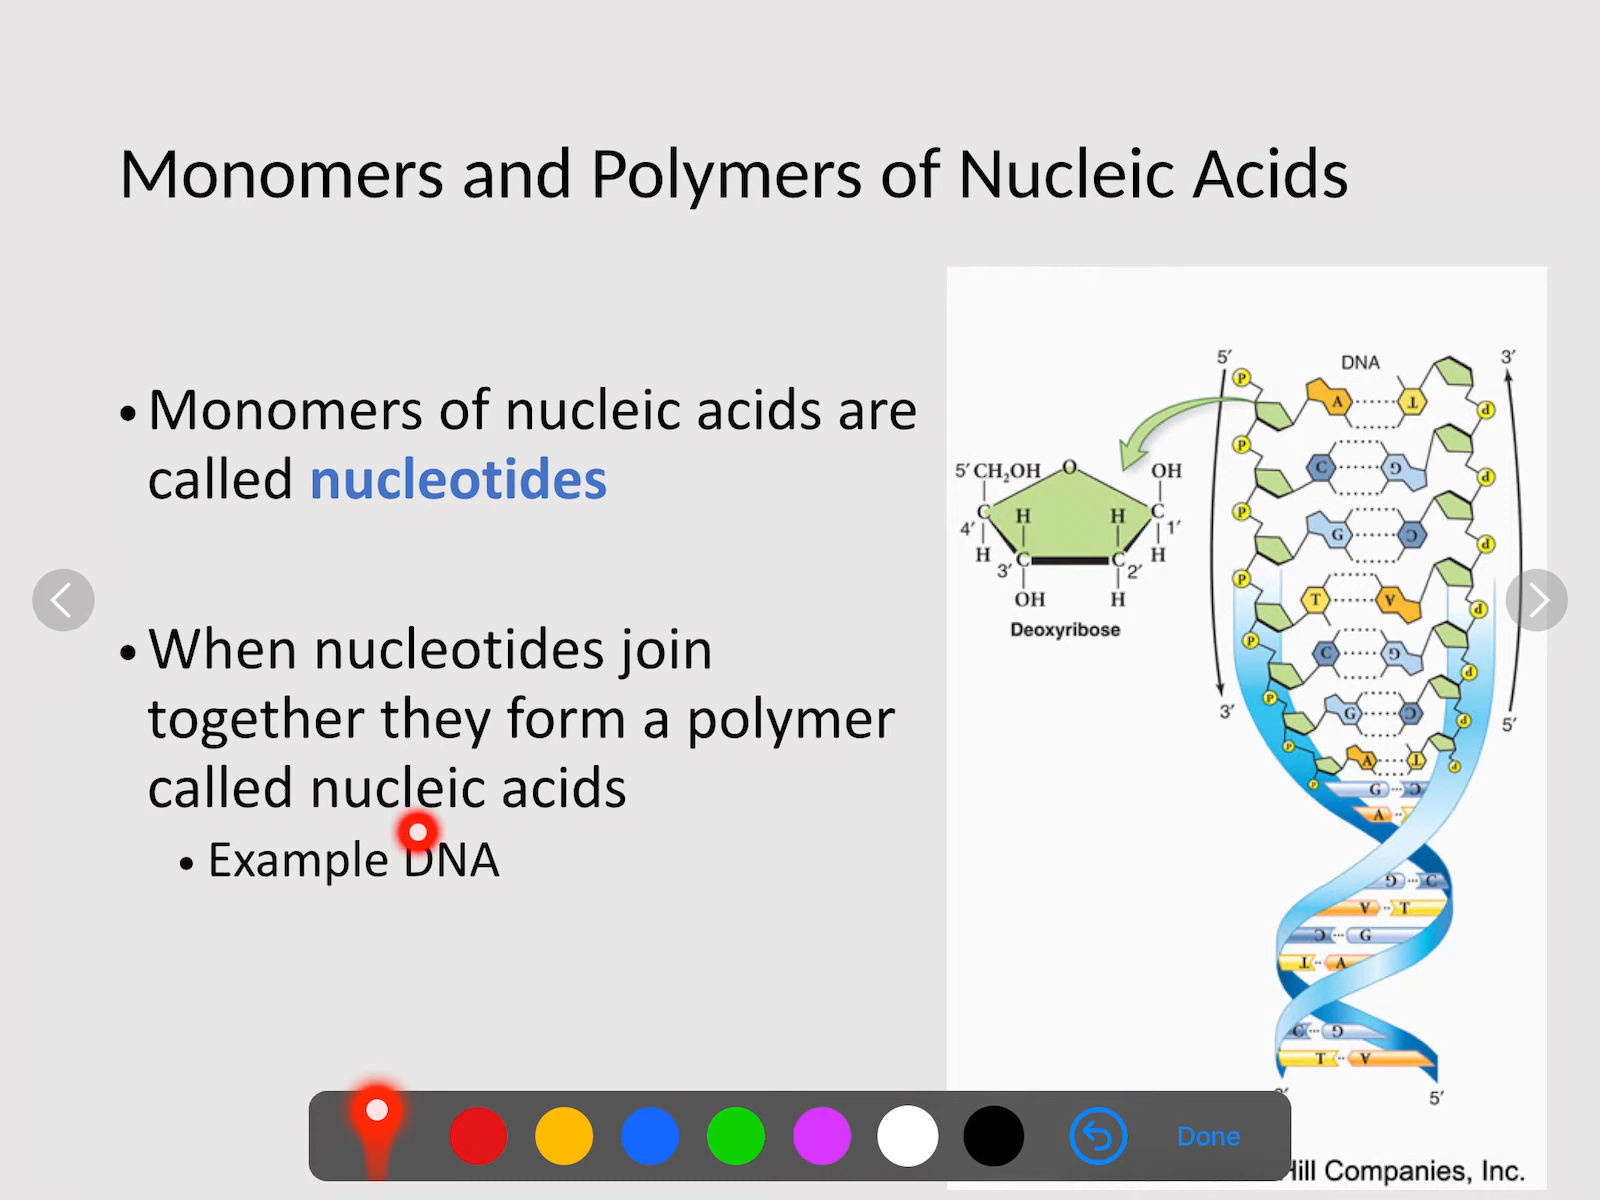 Monomers and Polymers of Nucleic Acids
• Monomers of nucleic acids are
called nucleotides
• When nucleotides join
together they form a polymer
called nucleic acids
• Example DNA
5′ DNA 3′
P A T P
P C G P
P G C P
P T A P
P C G P
P G C P
P A T P
P G C
A
C G
A T
C G
T A
C G
T A
5′
3′ 5′
5′ CH₂OH O OH
4′ C H H C 1′
H 3′ C C 2′ H
OH H
Deoxyribose
Done
Hill Companies, Inc.